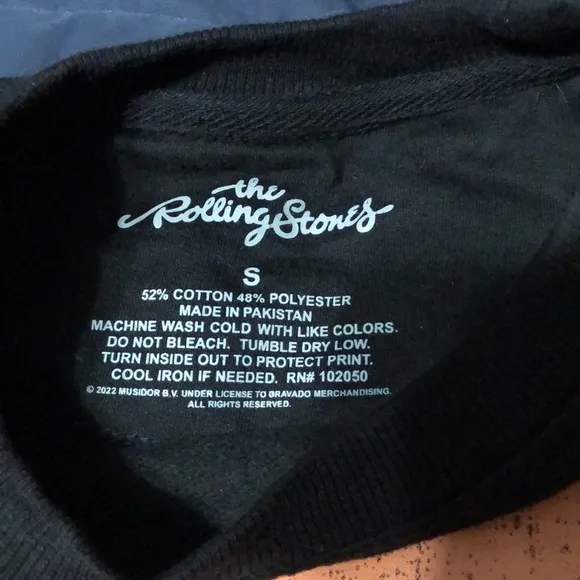 the
Rolling Stones
S
52% COTTON 48% POLYESTER
MADE IN PAKISTAN
MACHINE WASH COLD WITH LIKE COLORS.
DO NOT BLEACH. TUMBLE DRY LOW.
TURN INSIDE OUT TO PROTECT PRINT.
COOL IRON IF NEEDED. RN# 102050
© 2022 MUSIDOR B.V. UNDER LICENSE TO BRAVADO MERCHANDISING.
ALL RIGHTS RESERVED.